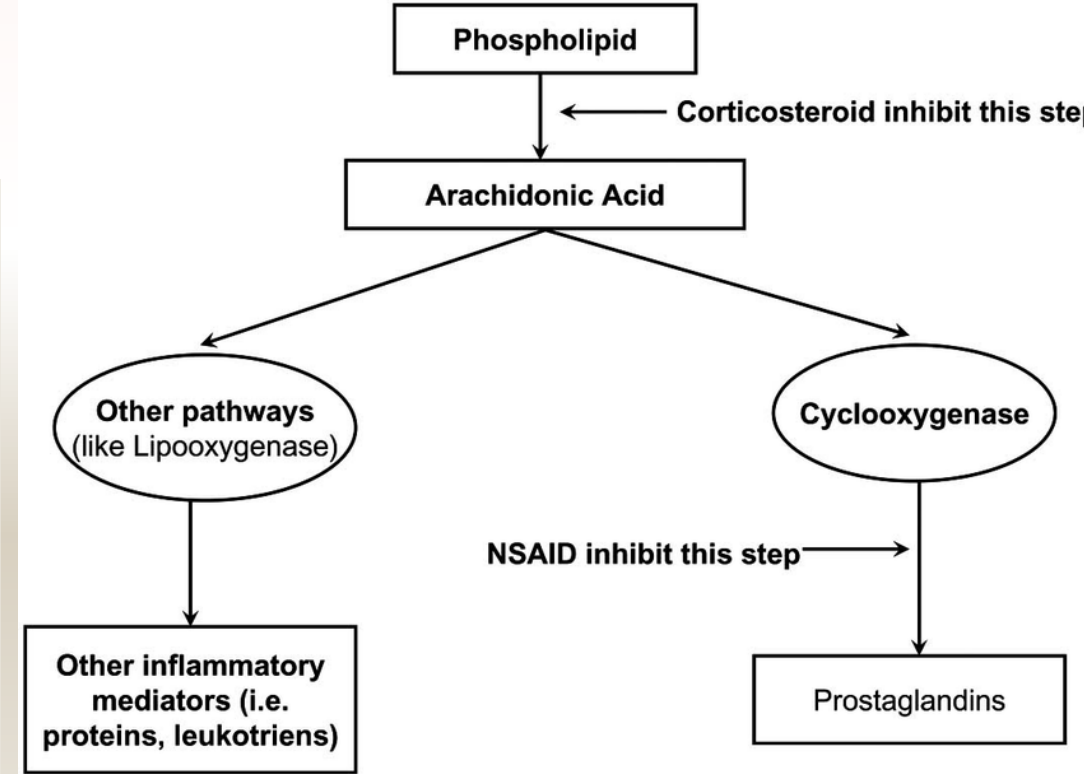 Phospholipid
Corticosteroid inhibit this step
Arachidonic Acid
Other pathways
(like Lipooxygenase)
Cyclooxygenase
NSAID inhibit this step
Other inflammatory
mediators (i.e.
proteins, leukotriens)
Prostaglandins